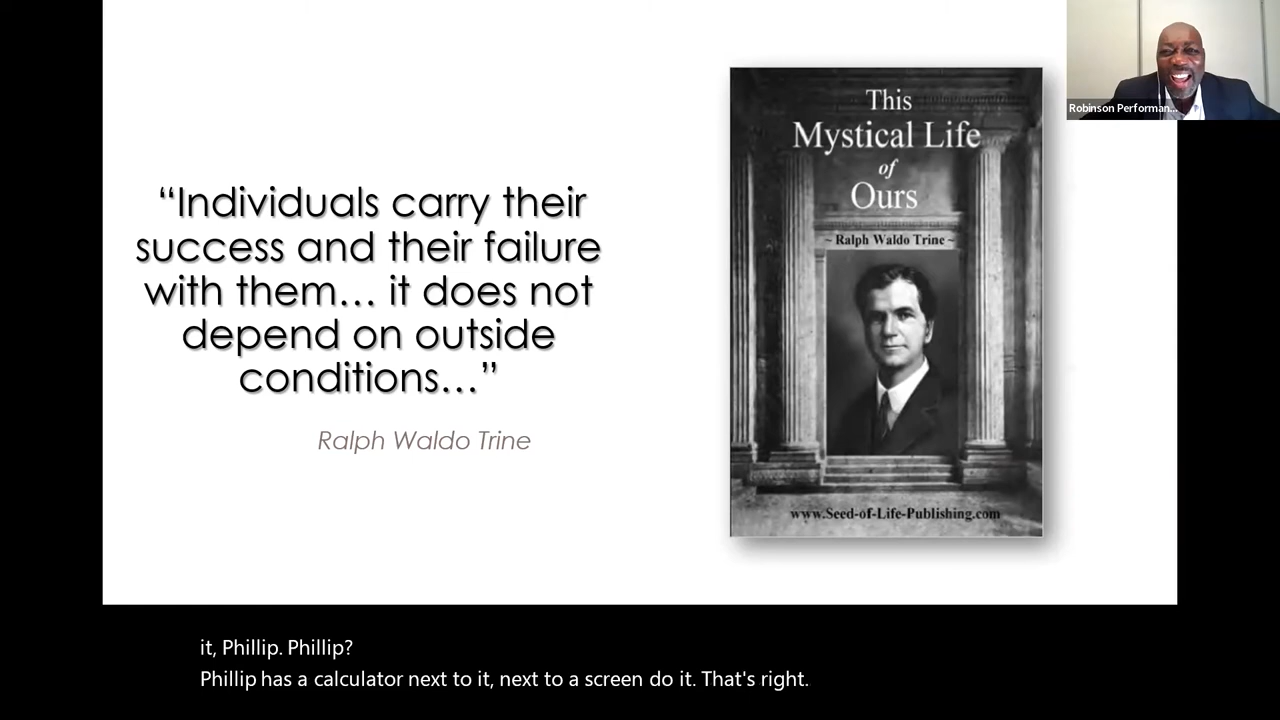 “Individuals carry their
success and their failure
with them… it does not
depend on outside
conditions…”
Ralph Waldo Trine
This
Mystical Life
of
Ours
~ Ralph Waldo Trine ~
www.Seed-of-Life-Publishing.com
Robinson Performan...
it, Phillip. Phillip?
Phillip has a calculator next to it, next to a screen do it. That's right.